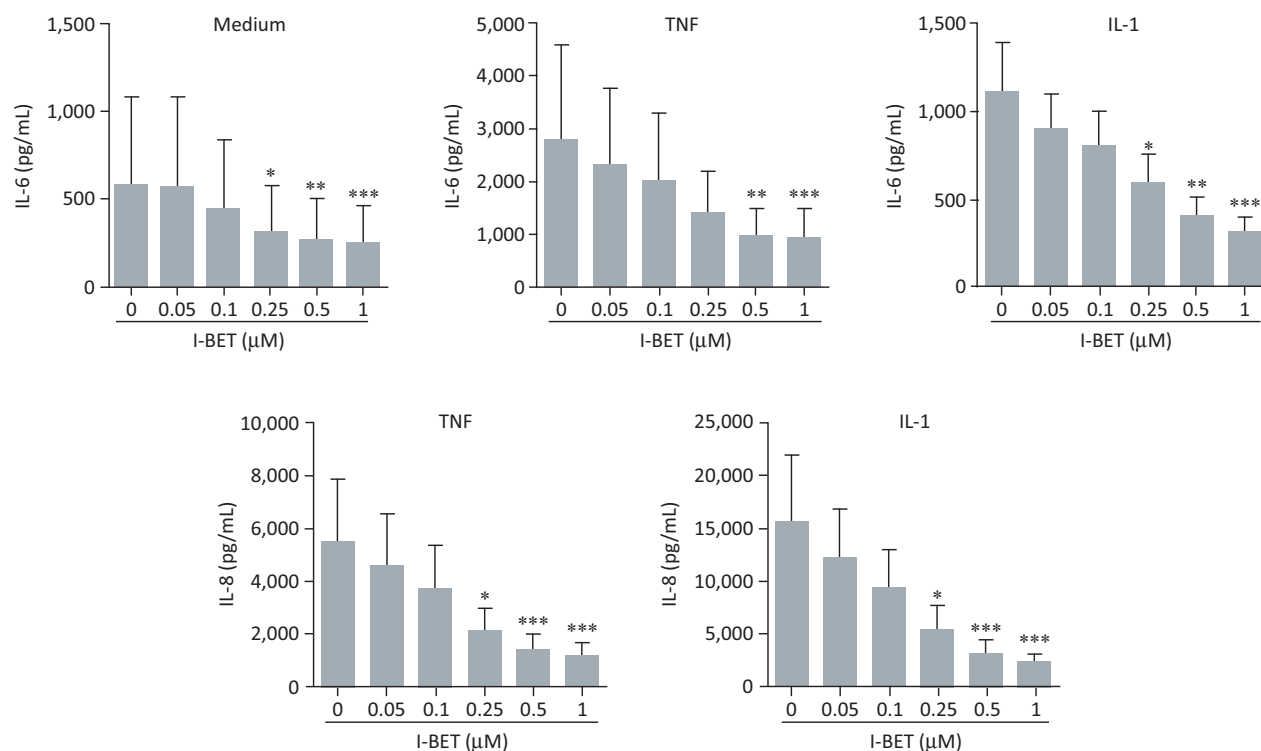 Medium
1,500
1,000
500
0
IL-6 (pg/mL)
*
**
***
0 0.05 0.1 0.25 0.5 1
I-BET (μM)
TNF
5,000
4,000
3,000
2,000
1,000
0
IL-6 (pg/mL)
**
***
0 0.05 0.1 0.25 0.5 1
I-BET (μM)
IL-1
1,500
1,000
500
0
IL-6 (pg/mL)
*
**
***
0 0.05 0.1 0.25 0.5 1
I-BET (μM)
TNF
10,000
8,000
6,000
4,000
2,000
0
IL-8 (pg/mL)
*
***
***
0 0.05 0.1 0.25 0.5 1
I-BET (μM)
IL-1
25,000
20,000
15,000
10,000
5,000
0
IL-8 (pg/mL)
*
***
***
0 0.05 0.1 0.25 0.5 1
I-BET (μM)